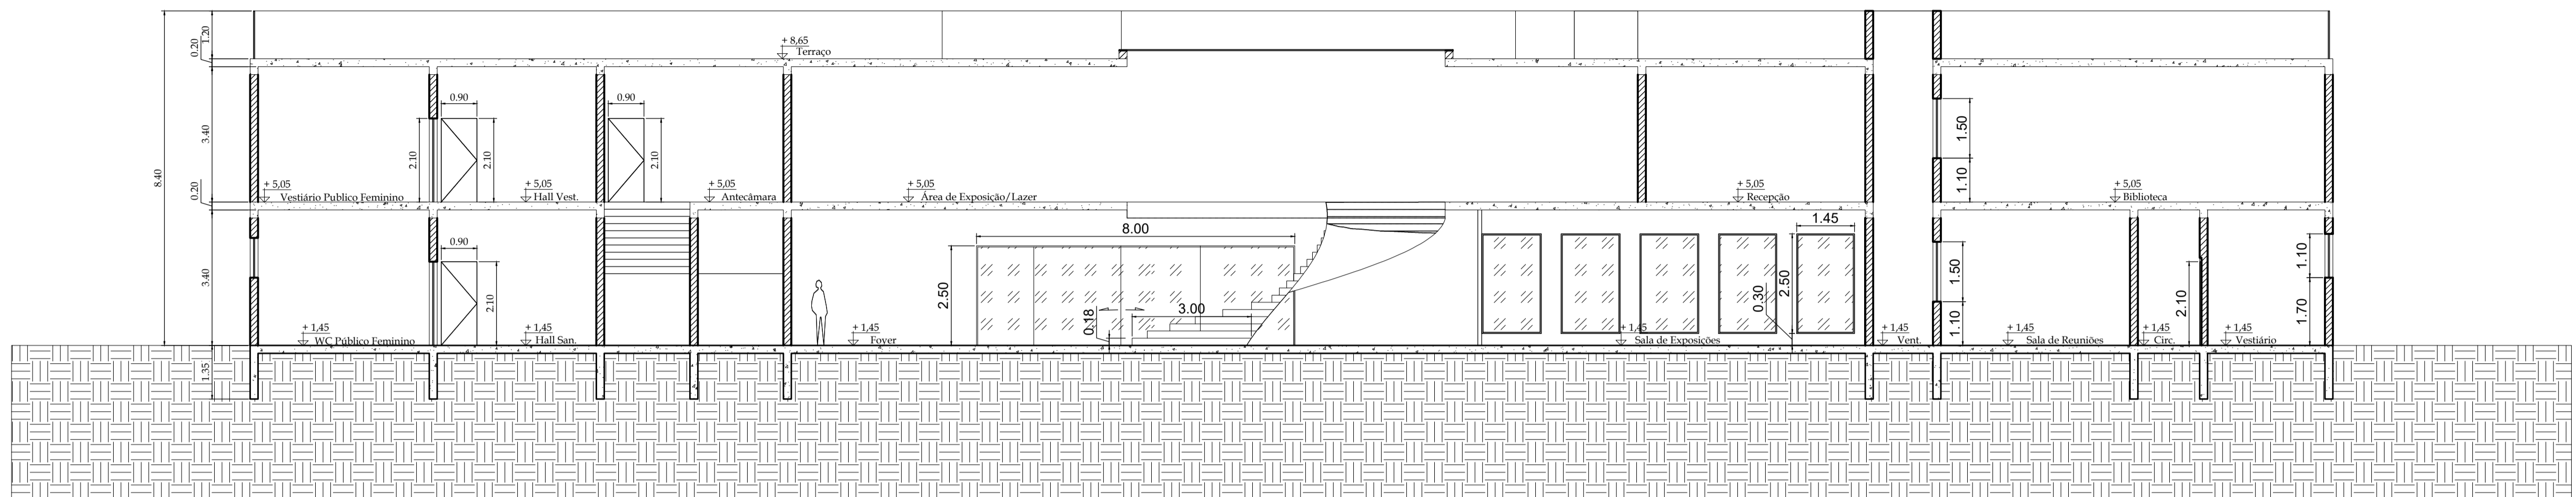 1.20
0.20
+ 8,65
Terraço
0.90
0.90
3.40
2.10
2.10
2.10
1.50
8.40
1.10
+ 5,05
Vestiário Publico Feminino
+ 5,05
Hall Vest.
+ 5,05
Antecâmara
+ 5,05
Área de Exposição/Lazer
+ 5,05
Recepção
+ 5,05
Biblioteca
0.20
1.45
8.00
0.90
3.40
2.10
2.50
0.18
3.00
0.30
2.50
1.50
1.10
2.10
1.10
1.70
+ 1,45
WC Público Feminino
+ 1,45
Hall San.
+ 1,45
Foyer
+ 1,45
Sala de Exposições
+ 1,45
Vent.
+ 1,45
Sala de Reuniões
+ 1,45
Circ.
+ 1,45
Vestiário
1.35